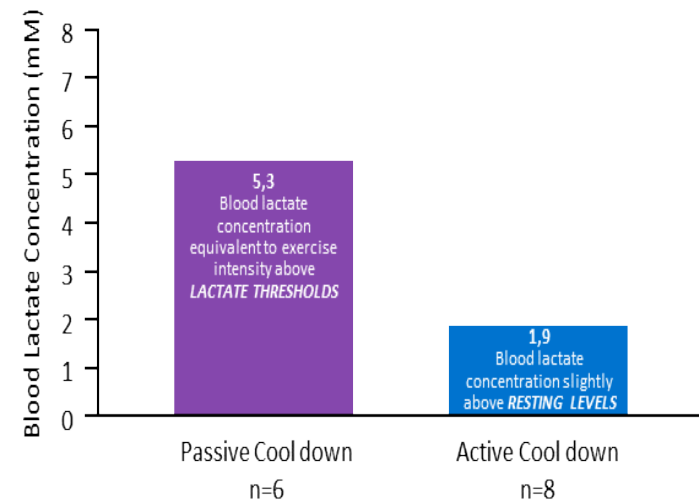 Blood Lactate Concentration (mM)
8
7
6
5
4
3
2
1
0
5,3
Blood lactate
concentration
equivalent to exercise
intensity above
LACTATE THRESHOLDS
1,9
Blood lactate
concentration slightly
above RESTING LEVELS
Passive Cool down
n=6
Active Cool down
n=8